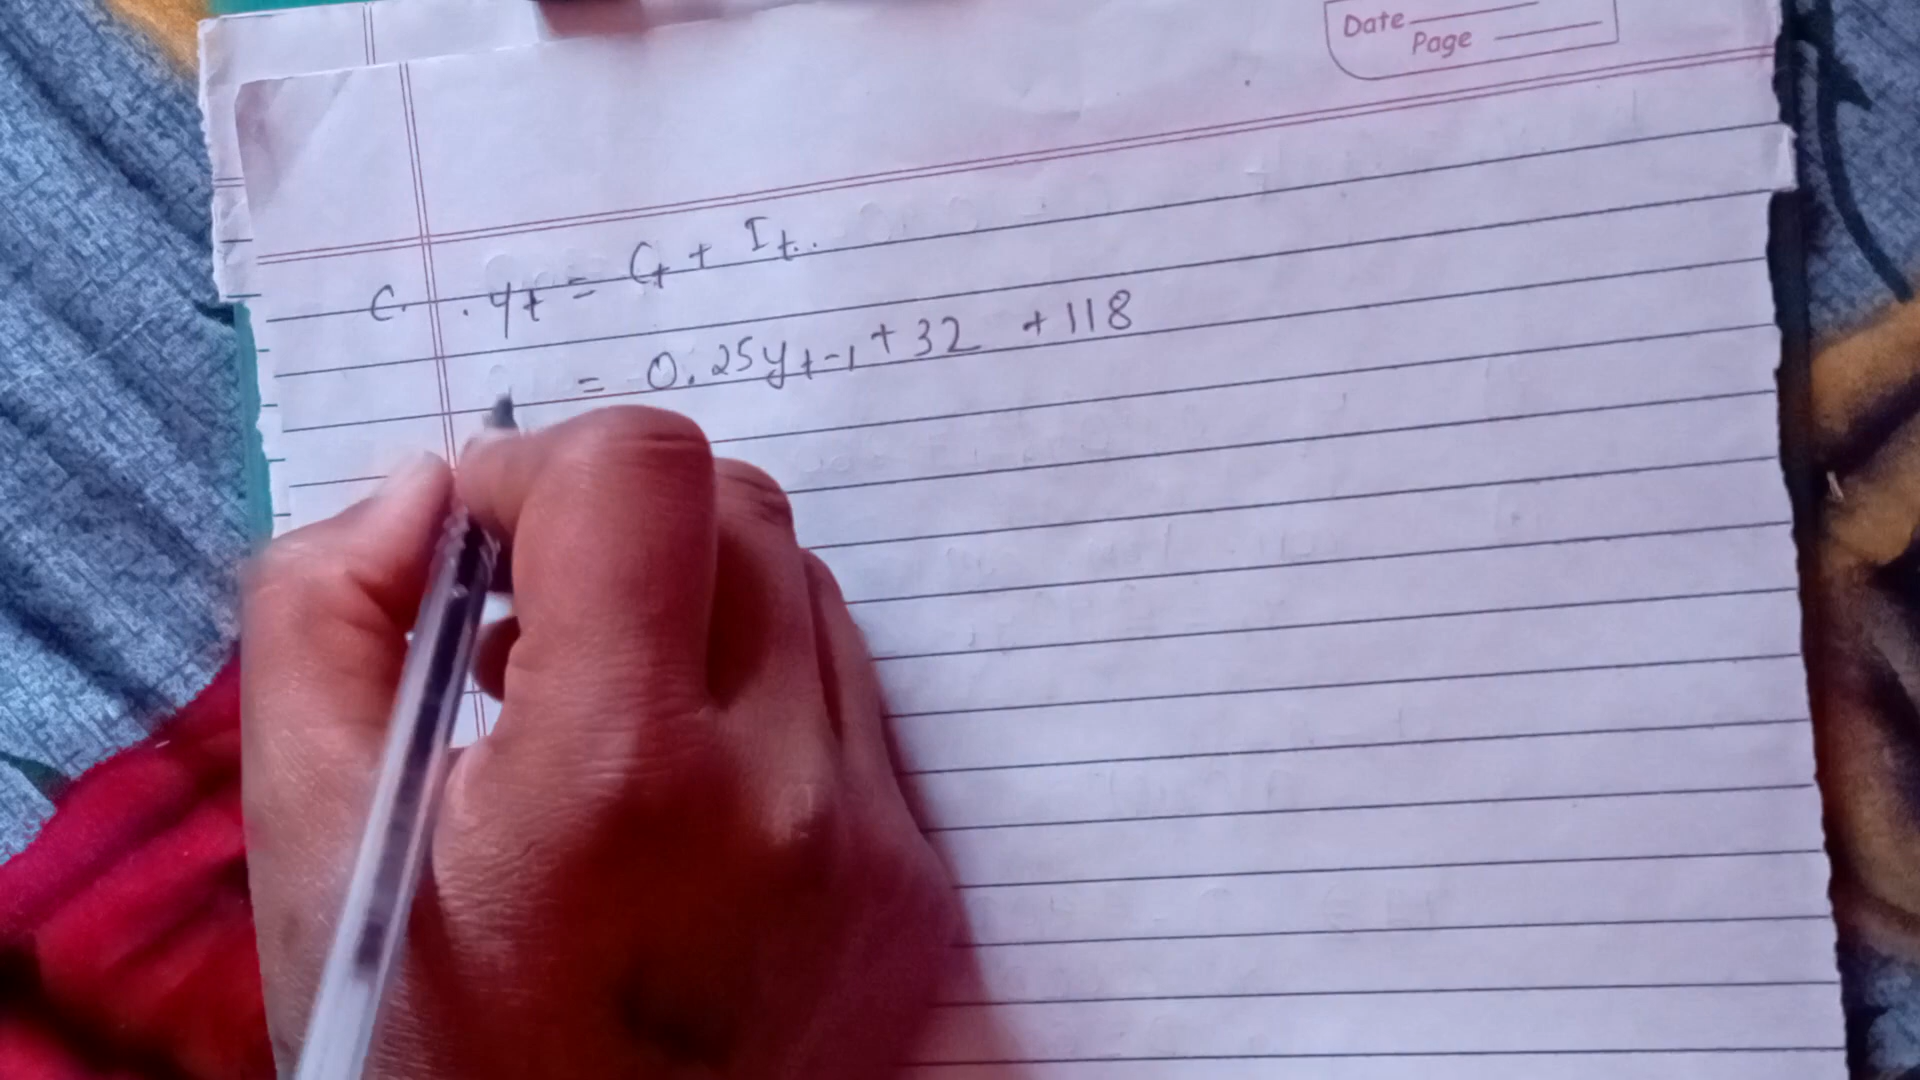 Date
Page
C. . yt = Ct + It..
= 0.25yt-1 + 32 + 118